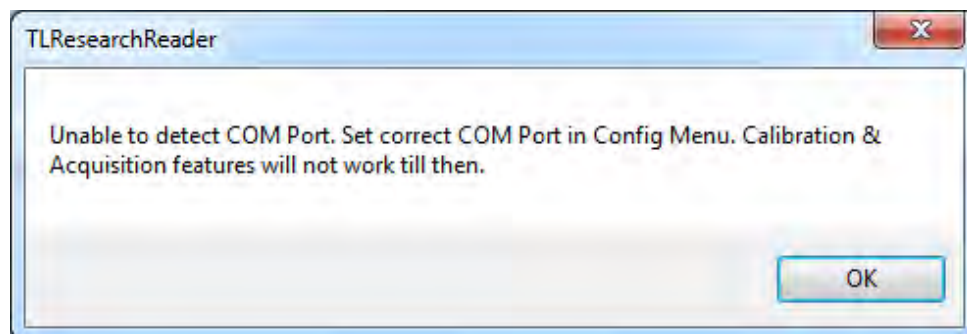 TLResearchReader
Unable to detect COM Port. Set correct COM Port in Config Menu. Calibration &
Acquisition features will not work till then.
OK